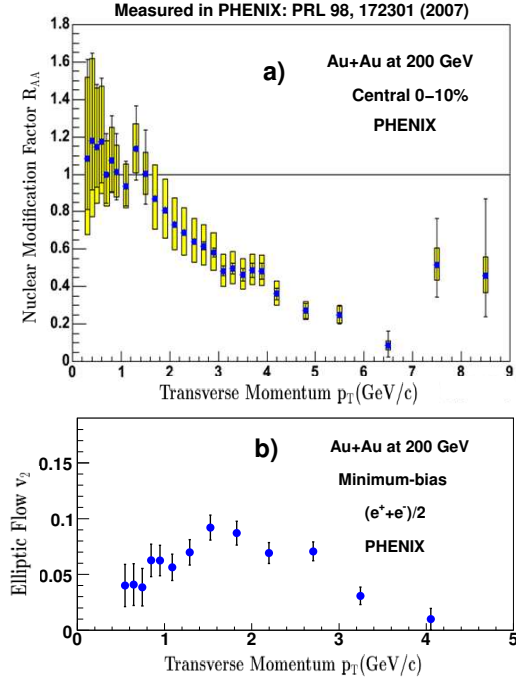 Measured in PHENIX: PRL 98, 172301 (2007)
Nuclear Modification Factor R_AA
1.8
1.6
1.4
1.2
1
0.8
0.6
0.4
0.2
0
a)
Au+Au at 200 GeV
Central 0−10%
PHENIX
0 1 2 3 4 5 6 7 8 9
Transverse Momentum p_T(GeV/c)
Elliptic Flow v_2
0.15
0.1
0.05
0
b)
Au+Au at 200 GeV
Minimum-bias
(e⁺+e⁻)/2
PHENIX
0 1 2 3 4 5
Transverse Momentum p_T(GeV/c)